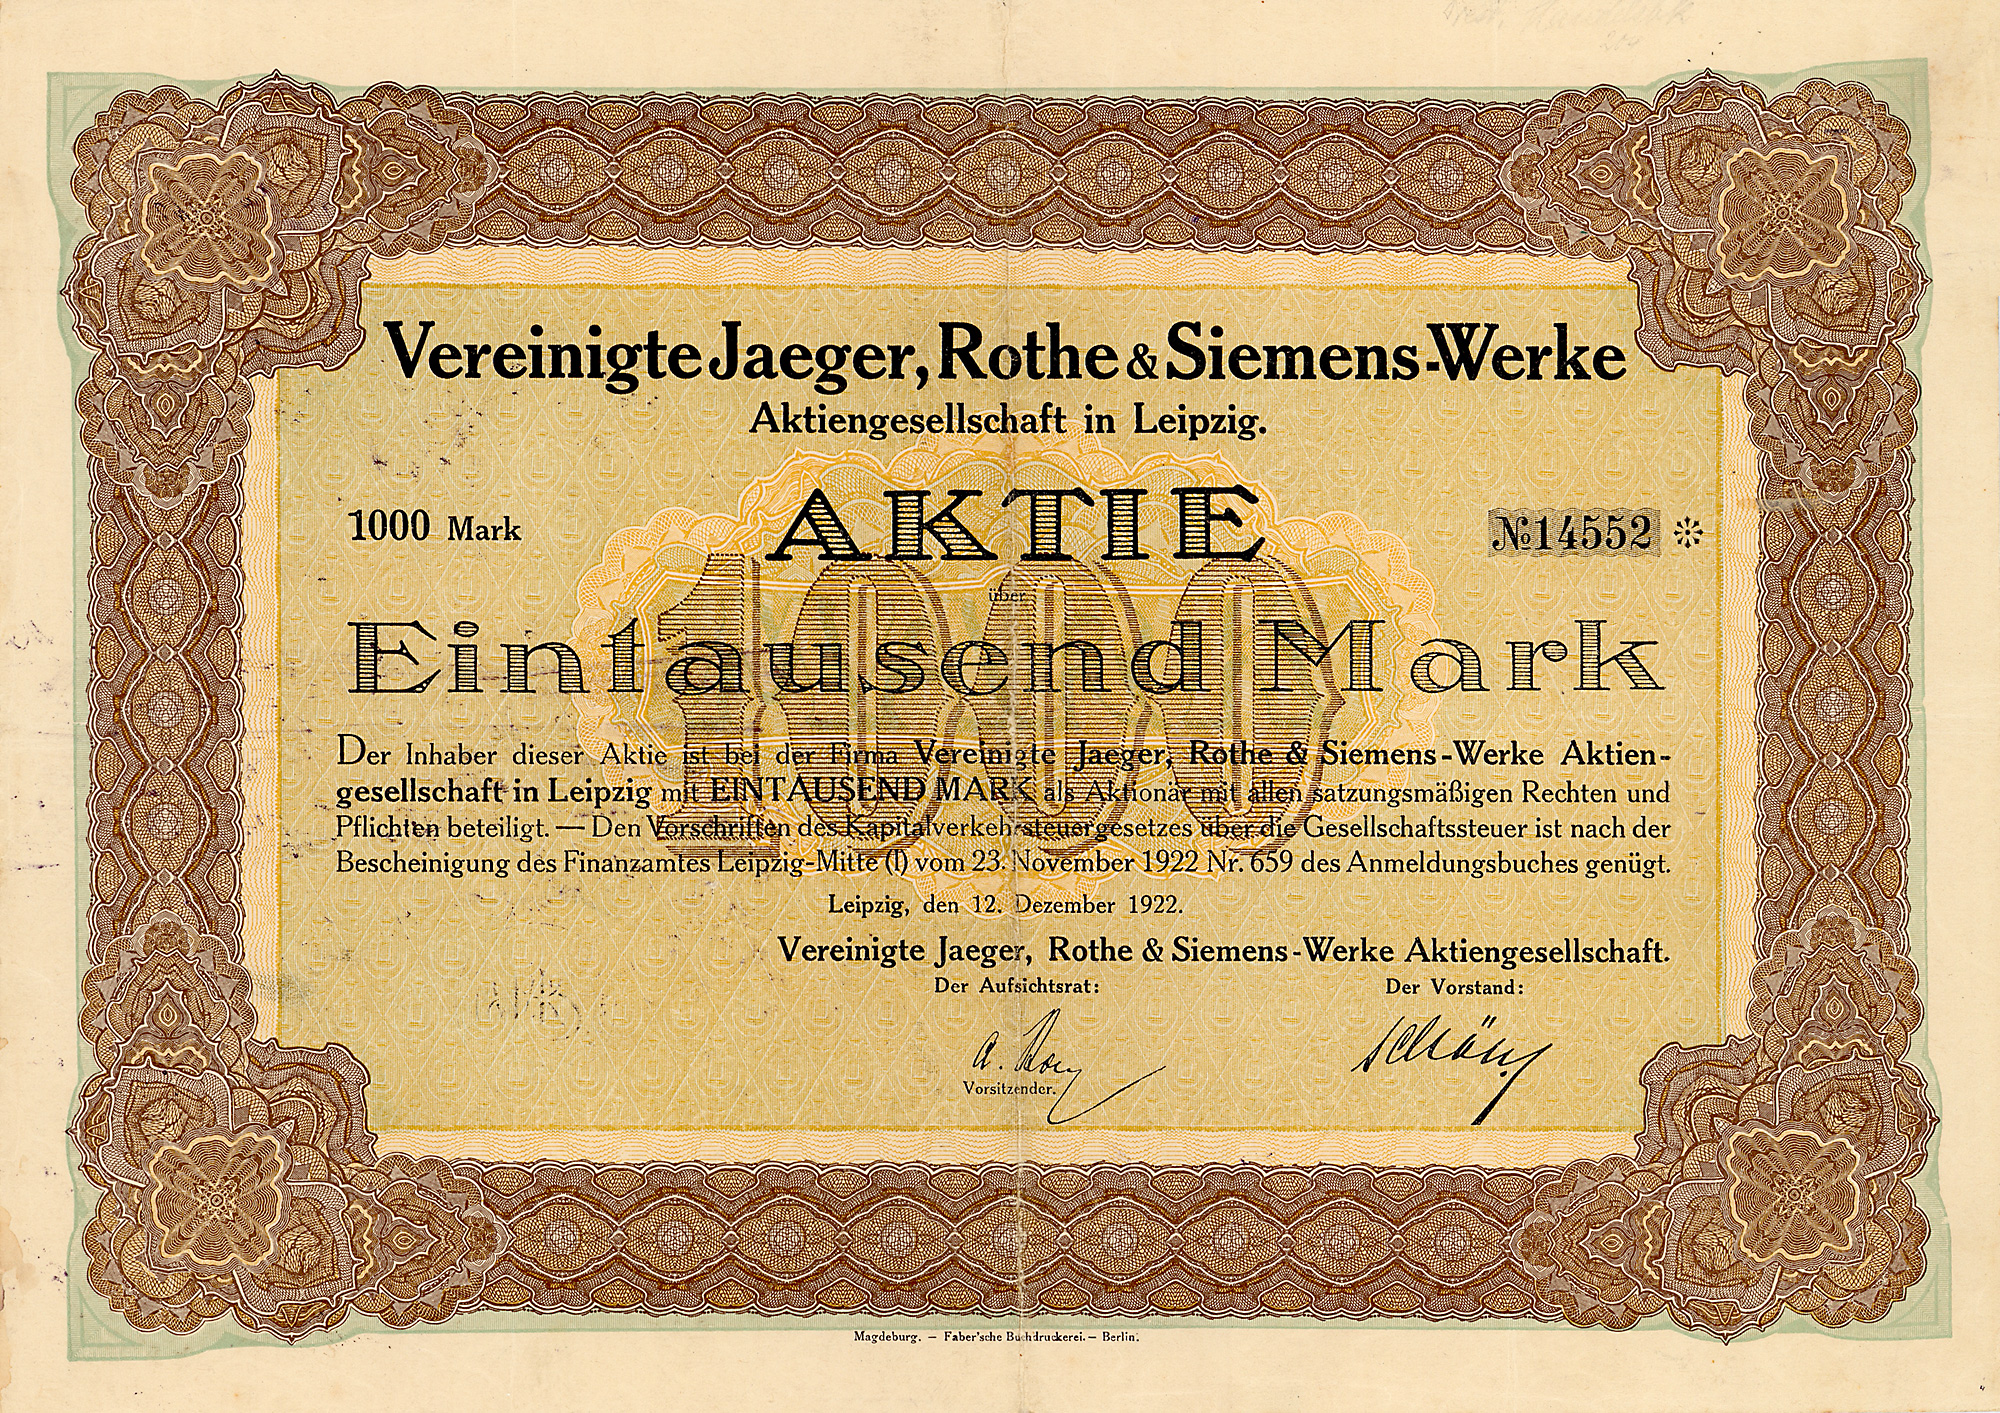 Vereinigte Jaeger, Rothe & Siemens-Werke
Aktiengesellschaft in Leipzig.
AKTIE
1000 Mark
№ 14552 *
1000
über
Eintausend Mark
Der Inhaber dieser Aktie ist bei der Firma Vereinigte Jaeger, Rothe & Siemens-Werke Aktien-
gesellschaft in Leipzig mit EINTAUSEND MARK als Aktionär mit allen satzungsmäßigen Rechten und
Pflichten beteiligt. — Den Vorschriften des Kapitalverkehrsteuergesetzes über die Gesellschaftssteuer ist nach der
Bescheinigung des Finanzamtes Leipzig-Mitte (I) vom 23. November 1922 Nr. 659 des Anmeldungsbuches genügt.
Leipzig, den 12. Dezember 1922.
Vereinigte Jaeger, Rothe & Siemens-Werke Aktiengesellschaft.
Der Aufsichtsrat:
Der Vorstand:
Vorsitzender.
Magdeburg. — Faber'sche Buchdruckerei. — Berlin.